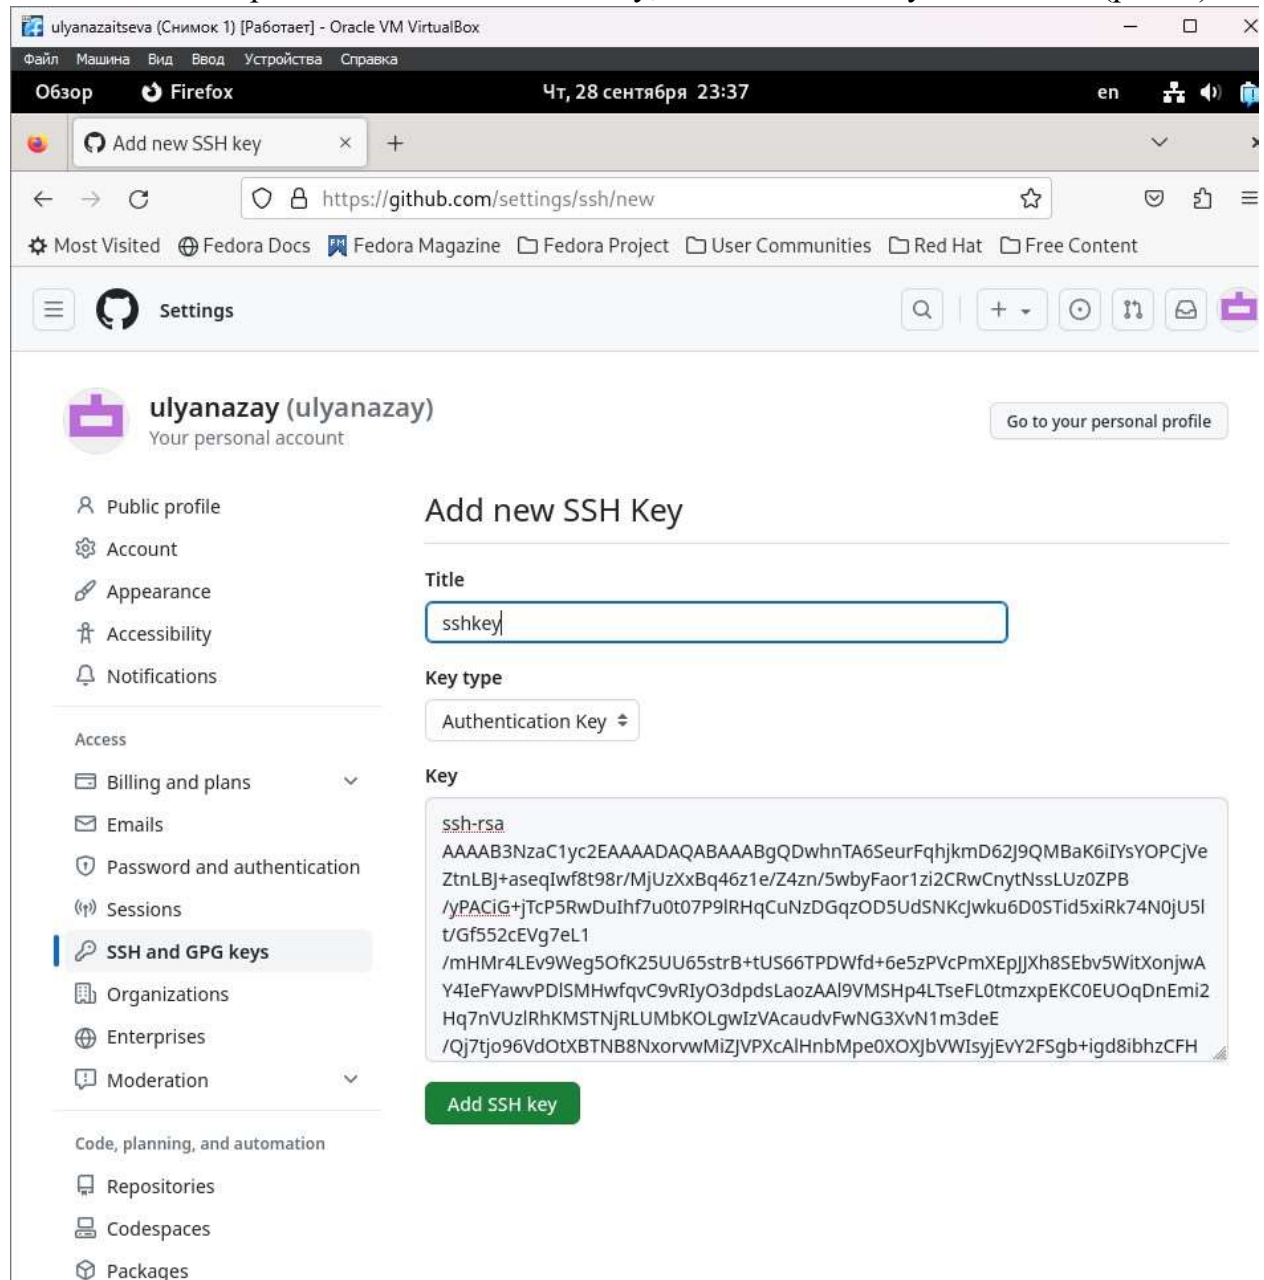 ulyanazaitseva (Снимок 1) [Работает] - Oracle VM VirtualBox
Файл Машина Вид Ввод Устройства Справка
Обзор Firefox Чт, 28 сентября 23:37 en
Add new SSH key
https://github.com/settings/ssh/new
Most Visited Fedora Docs Fedora Magazine Fedora Project User Communities Red Hat Free Content
Settings
ulyanazay (ulyanazay)
Your personal account
Go to your personal profile
Public profile
Account
Appearance
Accessibility
Notifications
Access
Billing and plans
Emails
Password and authentication
Sessions
SSH and GPG keys
Organizations
Enterprises
Moderation
Code, planning, and automation
Repositories
Codespaces
Packages
Add new SSH Key
Title
sshkey
Key type
Authentication Key
Key
ssh-rsa
AAAAB3NzaC1yc2EAAAADAQABAAABgQDwhnTA6SeurFqhjkmD62J9QMBaK6iIYsYOPCjVe
ZtnLBJ+aseqIwf8t98r/MjUzXxBq46z1e/Z4zn/5wbyFaor1zi2CRwCnytNssLUz0ZPB
/yPACiG+jTcP5RwDuIhf7u0t07P9lRHqCuNzDGqzOD5UdSNKcJwku6D0STid5xiRk74N0jU5l
t/Gf552cEVg7eL1
/mHMr4LEv9Weg5OfK25UU65strB+tUS66TPDWfd+6e5zPVcPmXEpJJXh8SEbv5WitXonjwA
Y4IeFYawvPDlSMHwfqvC9vRIyO3dpdsLaozAAl9VMSHp4LTseFL0tmzxpEKC0EUOqDnEmi2
Hq7nVUzlRhKMSTNjRLUMbKOLgwIzVAcaudvFwNG3XvN1m3deE
/Qj7tjo96VdOtXBTNB8NxorvwMiZJVPXcAlHnbMpe0XOXJbVWIsyjEvY2FSgb+igd8ibhzCFH
Add SSH key